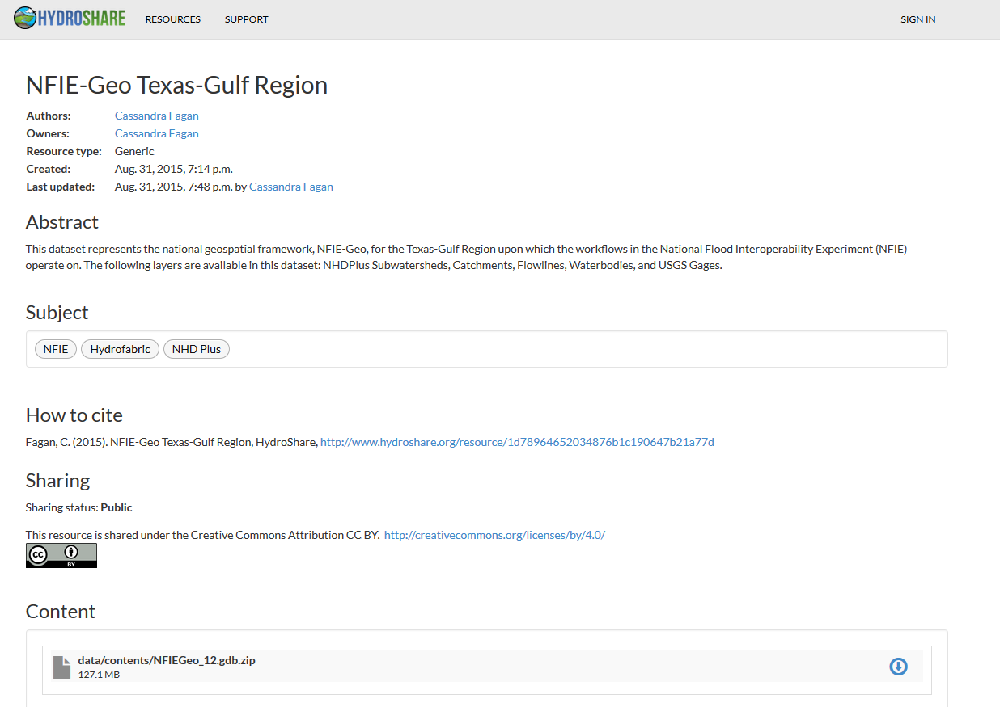 HYDROSHARE RESOURCES SUPPORT SIGN IN
NFIE-Geo Texas-Gulf Region
Authors: Cassandra Fagan
Owners: Cassandra Fagan
Resource type: Generic
Created: Aug. 31, 2015, 7:14 p.m.
Last updated: Aug. 31, 2015, 7:48 p.m. by Cassandra Fagan
Abstract
This dataset represents the national geospatial framework, NFIE-Geo, for the Texas-Gulf Region upon which the workflows in the National Flood Interoperability Experiment (NFIE)
operate on. The following layers are available in this dataset: NHDPlus Subwatersheds, Catchments, Flowlines, Waterbodies, and USGS Gages.
Subject
NFIE Hydrofabric NHD Plus
How to cite
Fagan, C. (2015). NFIE-Geo Texas-Gulf Region, HydroShare, http://www.hydroshare.org/resource/1d78964652034876b1c190647b21a77d
Sharing
Sharing status: Public
This resource is shared under the Creative Commons Attribution CC BY. http://creativecommons.org/licenses/by/4.0/
cc BY
Content
data/contents/NFIEGeo_12.gdb.zip
127.1 MB